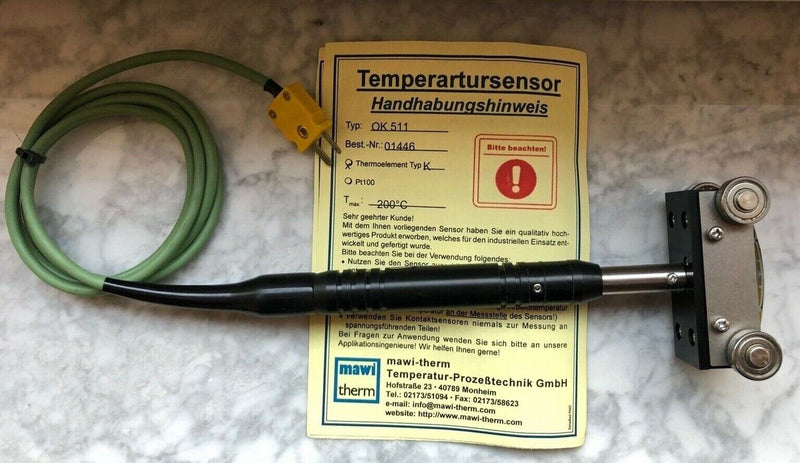 Temperartursensor
Handhabungshinweis
Typ: OK 511
Best.-Nr.: 01446
Thermoelement Typ K
Pt100
Tmax.: 200°C
Bitte beachten!
!
Sehr geehrter Kunde!
Mit dem Ihnen vorliegenden Sensor haben Sie ein qualitativ hoch-
wertiges Produkt erworben, welches für den industriellen Einsatz ent-
wickelt und gefertigt wurde.
Bitte beachten Sie bei der Verwendung folgendes:
• Nutzen Sie den Sensor
an der Messstelle des Sensors!)
• Verwenden Sie Kontaktsensoren niemals zur Messung an
spannungsführenden Teilen!
Bei Fragen zur Anwendung wenden Sie sich bitte an unsere
Applikationsingenieure! Wir helfen Ihnen gerne!
mawi
therm
mawi-therm
Temperatur-Prozeßtechnik GmbH
Hofstraße 23 • 40789 Monheim
Tel.: 02173/51094 • Fax: 02173/58623
e-mail: info@mawi-therm.com
website: http://www.mawi-therm.com